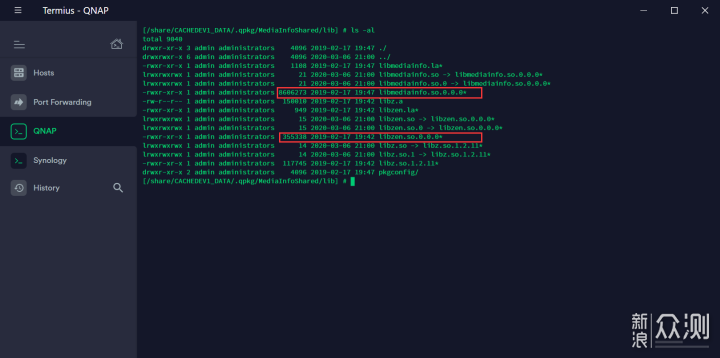 Termius - QNAP
Hosts
Port Forwarding
QNAP
Synology
History
[/share/CACHEDEV1_DATA/.qpkg/MediaInfoShared/lib] # ls -al
total 9040
drwxr-xr-x 3 admin administrators 4096 2019-02-17 19:47 ./
drwxrwxr-x 6 admin administrators 4096 2020-03-06 21:00 ../
-rwxr-xr-x 1 admin administrators 1108 2019-02-17 19:47 libmediainfo.la*
lrwxrwxrwx 1 admin administrators 21 2020-03-06 21:00 libmediainfo.so -> libmediainfo.so.0.0.0*
lrwxrwxrwx 1 admin administrators 21 2020-03-06 21:00 libmediainfo.so.0 -> libmediainfo.so.0.0.0*
-rwxr-xr-x 1 admin administrators 8606273 2019-02-17 19:47 libmediainfo.so.0.0.0*
-rw-r--r-- 1 admin administrators 150010 2019-02-17 19:42 libz.a
-rwxr-xr-x 1 admin administrators 949 2019-02-17 19:42 libzen.la*
lrwxrwxrwx 1 admin administrators 15 2020-03-06 21:00 libzen.so -> libzen.so.0.0.0*
lrwxrwxrwx 1 admin administrators 15 2020-03-06 21:00 libzen.so.0 -> libzen.so.0.0.0*
-rwxr-xr-x 1 admin administrators 355338 2019-02-17 19:42 libzen.so.0.0.0*
lrwxrwxrwx 1 admin administrators 14 2020-03-06 21:00 libz.so -> libz.so.1.2.11*
lrwxrwxrwx 1 admin administrators 14 2020-03-06 21:00 libz.so.1 -> libz.so.1.2.11*
-rwxr-xr-x 1 admin administrators 117745 2019-02-17 19:42 libz.so.1.2.11*
drwxr-xr-x 2 admin administrators 4096 2019-02-17 19:47 pkgconfig/
[/share/CACHEDEV1_DATA/.qpkg/MediaInfoShared/lib] #
新浪众测